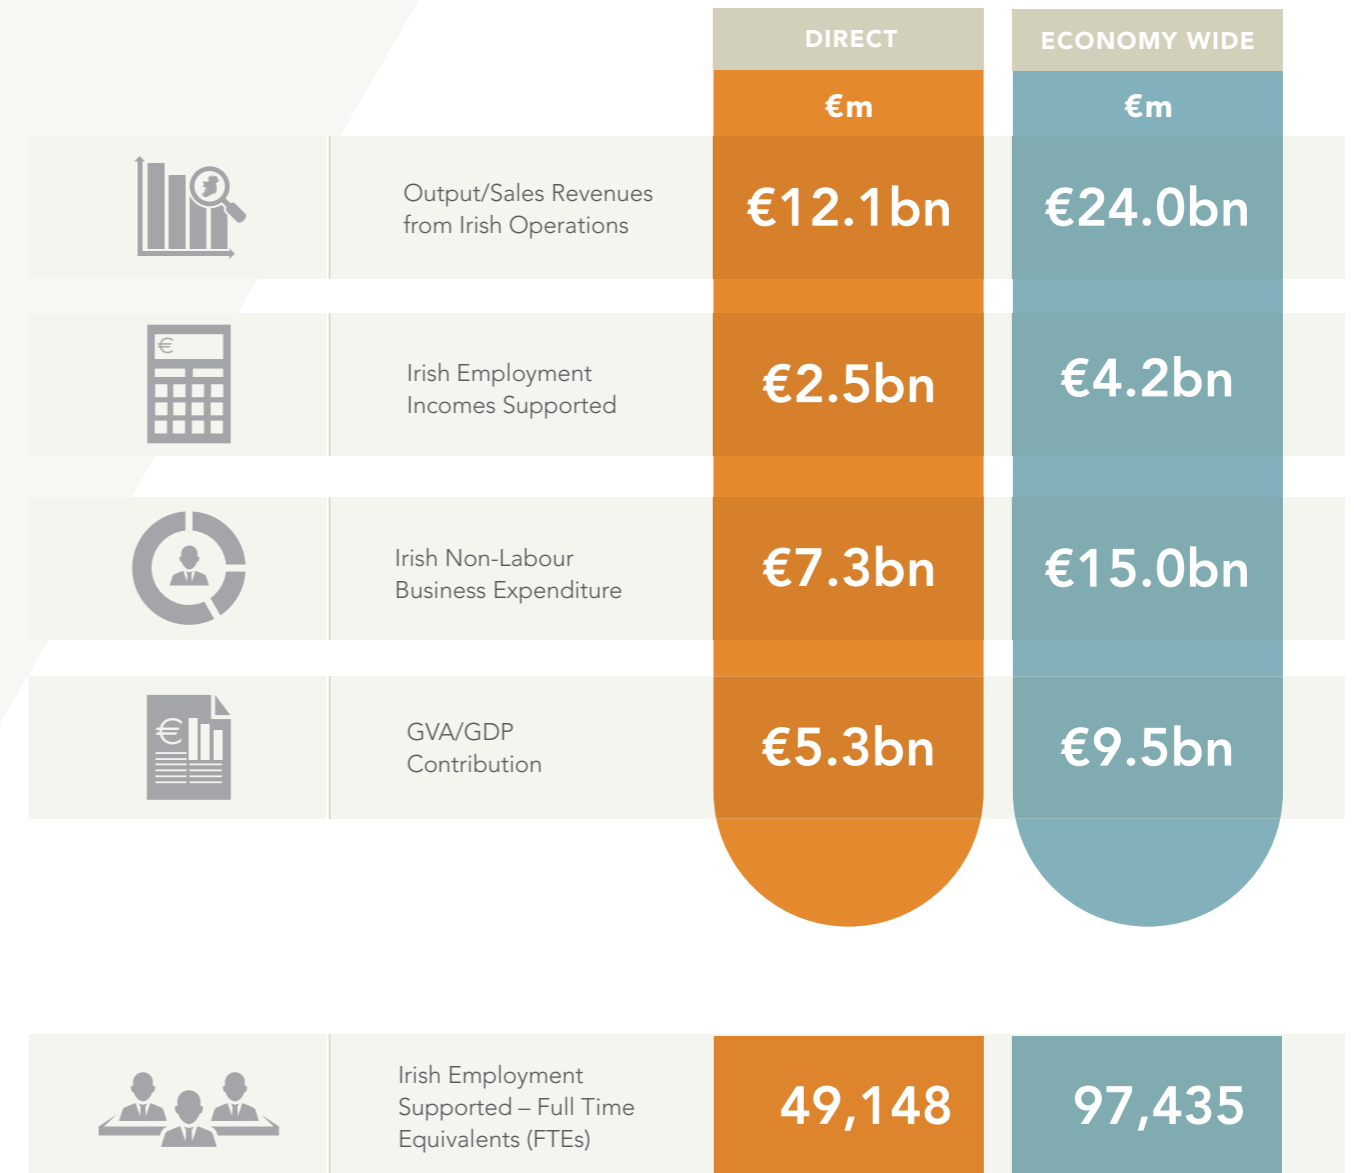 DIRECT
ECONOMY WIDE
€m
€m
Output/Sales Revenues
from Irish Operations
€12.1bn
€24.0bn
€
Irish Employment
Incomes Supported
€2.5bn
€4.2bn
Irish Non-Labour
Business Expenditure
€7.3bn
€15.0bn
€
GVA/GDP
Contribution
€5.3bn
€9.5bn
Irish Employment
Supported – Full Time
Equivalents (FTEs)
49,148
97,435